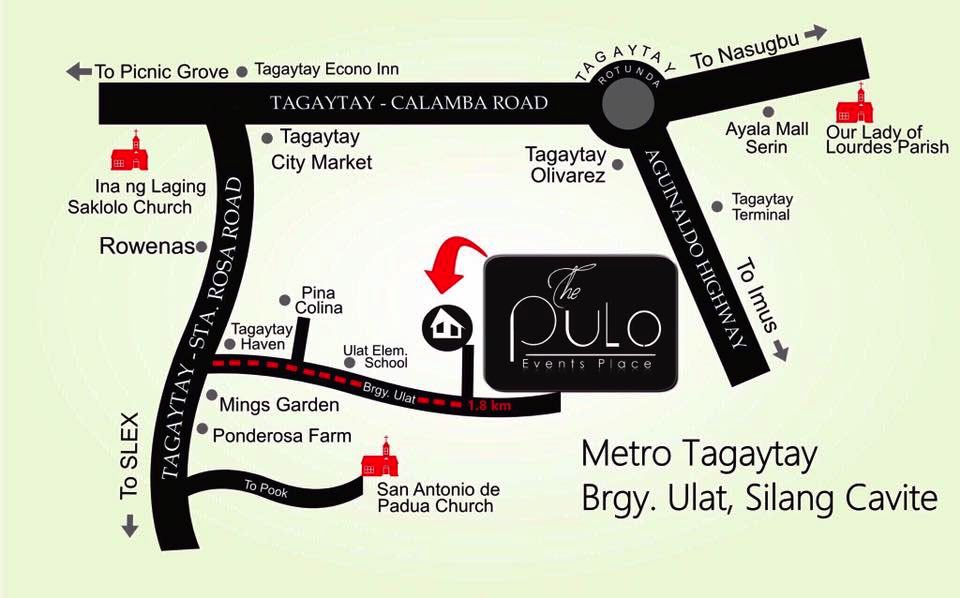 TAGAYTAY
ROTUNDA
To Nasugbu
To Picnic Grove
Tagaytay Econo Inn
TAGAYTAY - CALAMBA ROAD
Tagaytay
City Market
Ina ng Laging
Saklolo Church
Rowenas
TAGAYTAY - STA. ROSA ROAD
Tagaytay
Olivarez
Ayala Mall
Serin
Our Lady of
Lourdes Parish
AGUINALDO HIGHWAY
Tagaytay
Terminal
To Imus
Pina
Colina
Tagaytay
Haven
Ulat Elem.
School
Brgy. Ulat
1.8 km
The
PULO
Events Place
Mings Garden
Ponderosa Farm
To SLEX
To Pook
San Antonio de
Padua Church
Metro Tagaytay
Brgy. Ulat, Silang Cavite